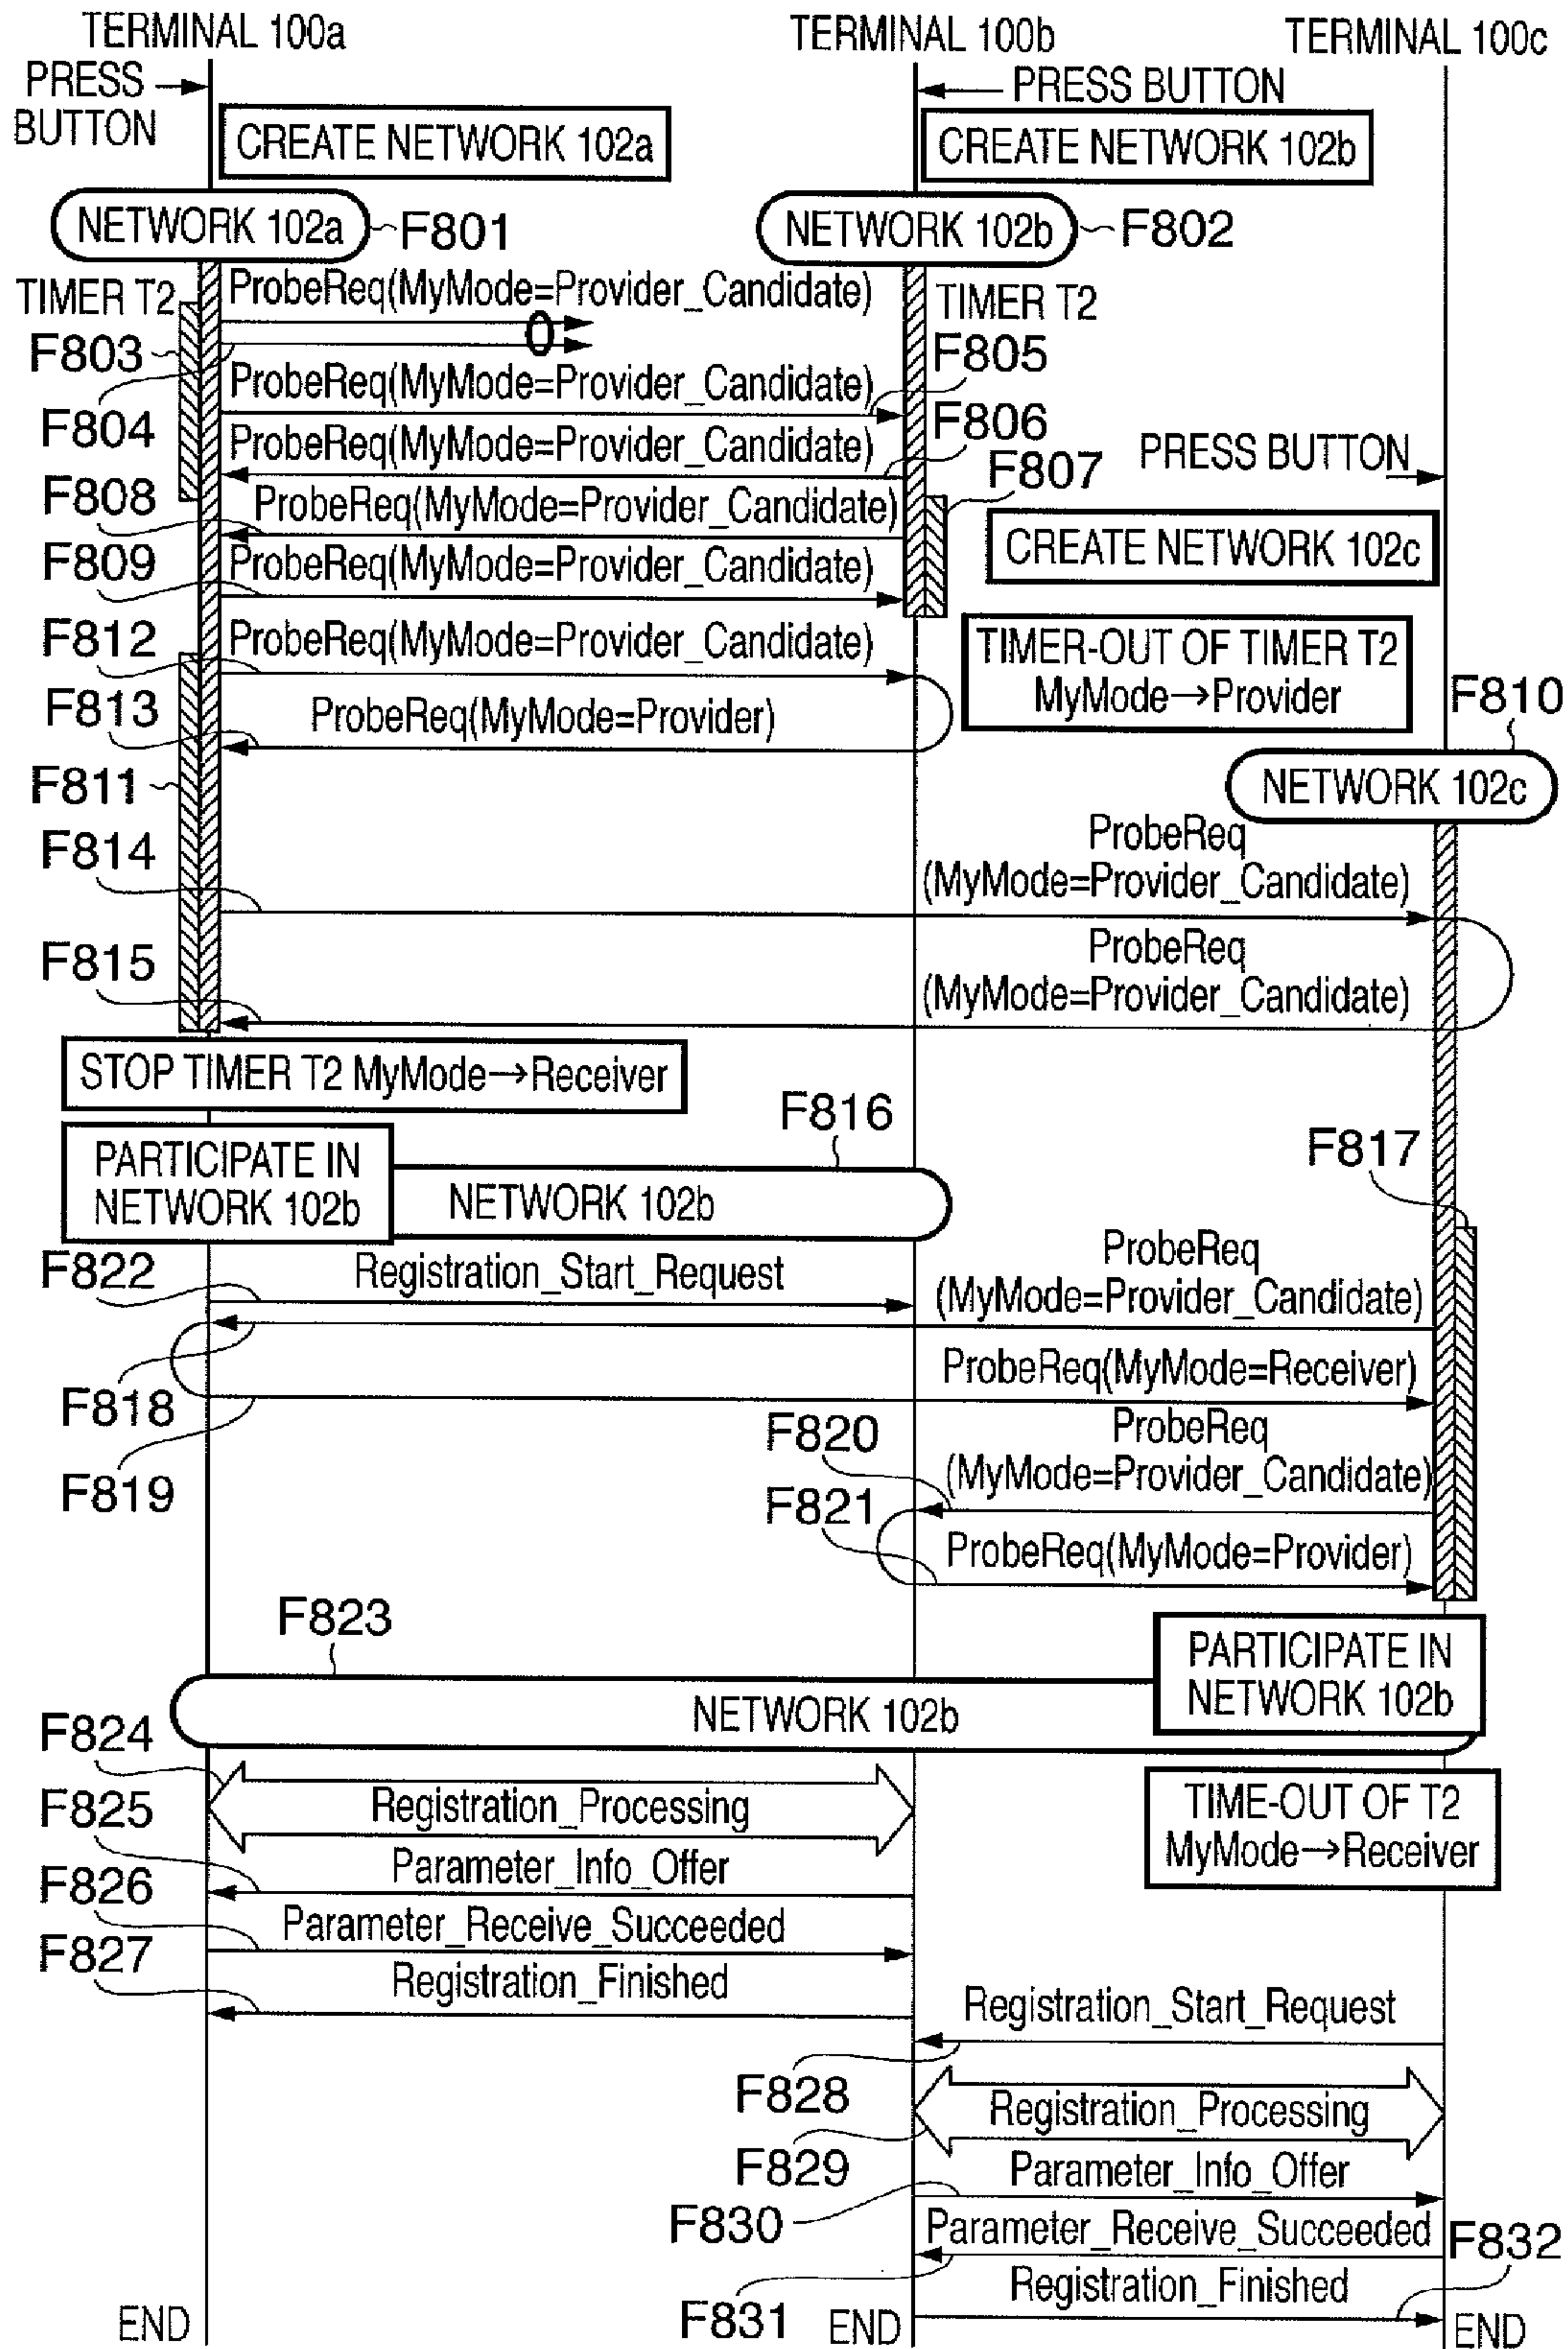 TERMINAL 100a
TERMINAL 100b
TERMINAL 100c
PRESS
BUTTON
PRESS BUTTON
CREATE NETWORK 102a
CREATE NETWORK 102b
NETWORK 102a
F801
NETWORK 102b
F802
TIMER T2
ProbeReq(MyMode=Provider_Candidate)
TIMER T2
F803
F804
ProbeReq(MyMode=Provider_Candidate)
F805
ProbeReq(MyMode=Provider_Candidate)
F806
F807
PRESS BUTTON
F808
ProbeReq(MyMode=Provider_Candidate)
CREATE NETWORK 102c
F809
ProbeReq(MyMode=Provider_Candidate)
F812
ProbeReq(MyMode=Provider_Candidate)
TIMER-OUT OF TIMER T2
MyMode→Provider
F813
ProbeReq(MyMode=Provider)
F810
F811
NETWORK 102c
F814
ProbeReq
(MyMode=Provider_Candidate)
F815
ProbeReq
(MyMode=Provider_Candidate)
STOP TIMER T2 MyMode→Receiver
F816
PARTICIPATE IN
NETWORK 102b
NETWORK 102b
F817
F822
Registration_Start_Request
ProbeReq
(MyMode=Provider_Candidate)
F818
ProbeReq(MyMode=Receiver)
F819
F820
ProbeReq
(MyMode=Provider_Candidate)
F821
ProbeReq(MyMode=Provider)
F823
PARTICIPATE IN
NETWORK 102b
NETWORK 102b
F824
Registration_Processing
TIME-OUT OF T2
MyMode→Receiver
F825
Parameter_Info_Offer
F826
Parameter_Receive_Succeeded
F827
Registration_Finished
Registration_Start_Request
F828
Registration_Processing
F829
Parameter_Info_Offer
F830
Parameter_Receive_Succeeded
F832
F831
Registration_Finished
END
END
END